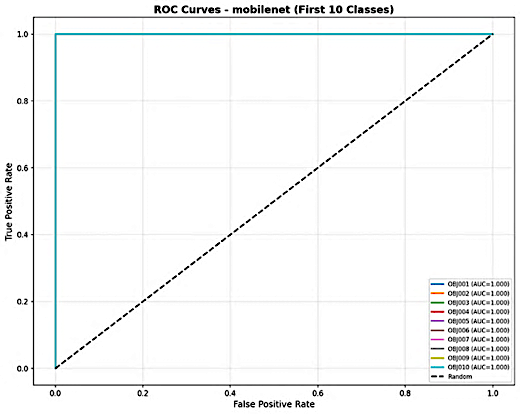 ROC Curves - mobilenet (First 10 Classes)
True Positive Rate
1.0
0.8
0.6
0.4
0.2
0.0
0.0 0.2 0.4 0.6 0.8 1.0
False Positive Rate
OBJ001 (AUC=1.000)
OBJ002 (AUC=1.000)
OBJ003 (AUC=1.000)
OBJ004 (AUC=1.000)
OBJ005 (AUC=1.000)
OBJ006 (AUC=1.000)
OBJ007 (AUC=1.000)
OBJ008 (AUC=1.000)
OBJ009 (AUC=1.000)
OBJ010 (AUC=1.000)
Random